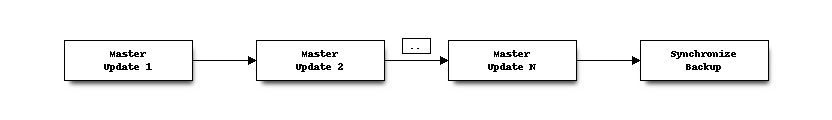 Master
Update 1
Master
Update 2
..
Master
Update N
Synchronize
Backup